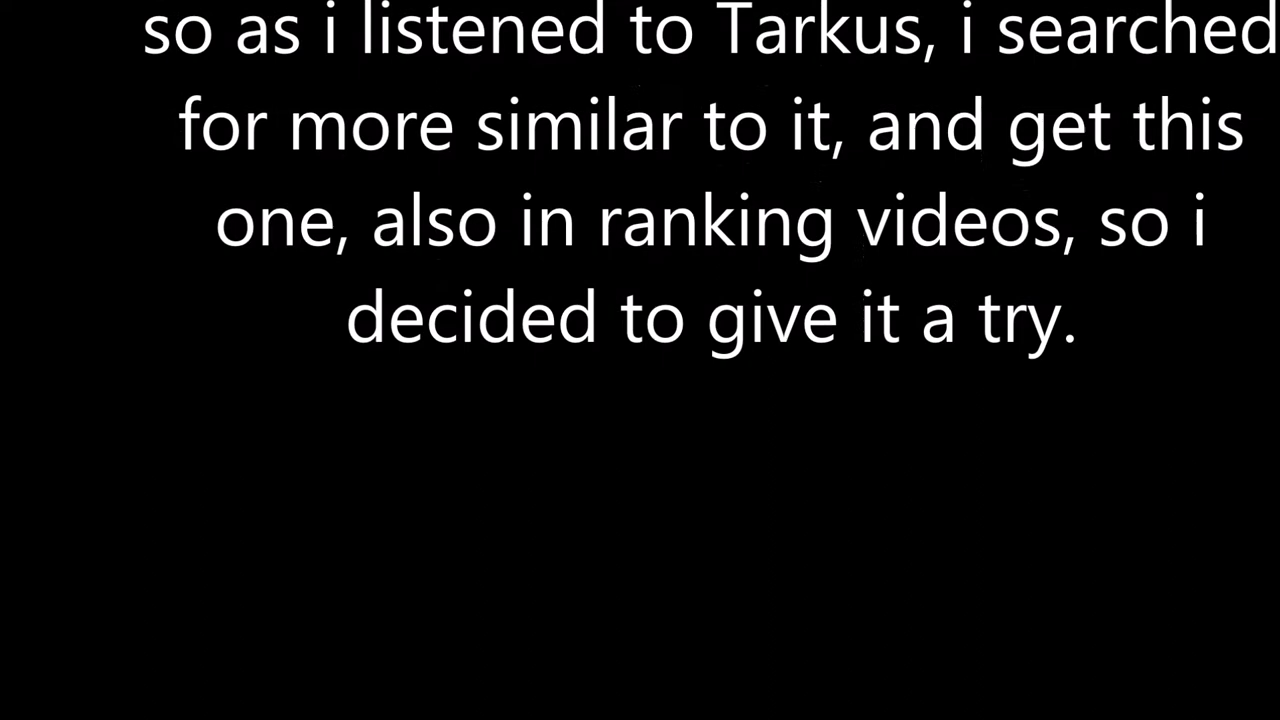 so as i listened to Tarkus, i searched
for more similar to it, and get this
one, also in ranking videos, so i
decided to give it a try.